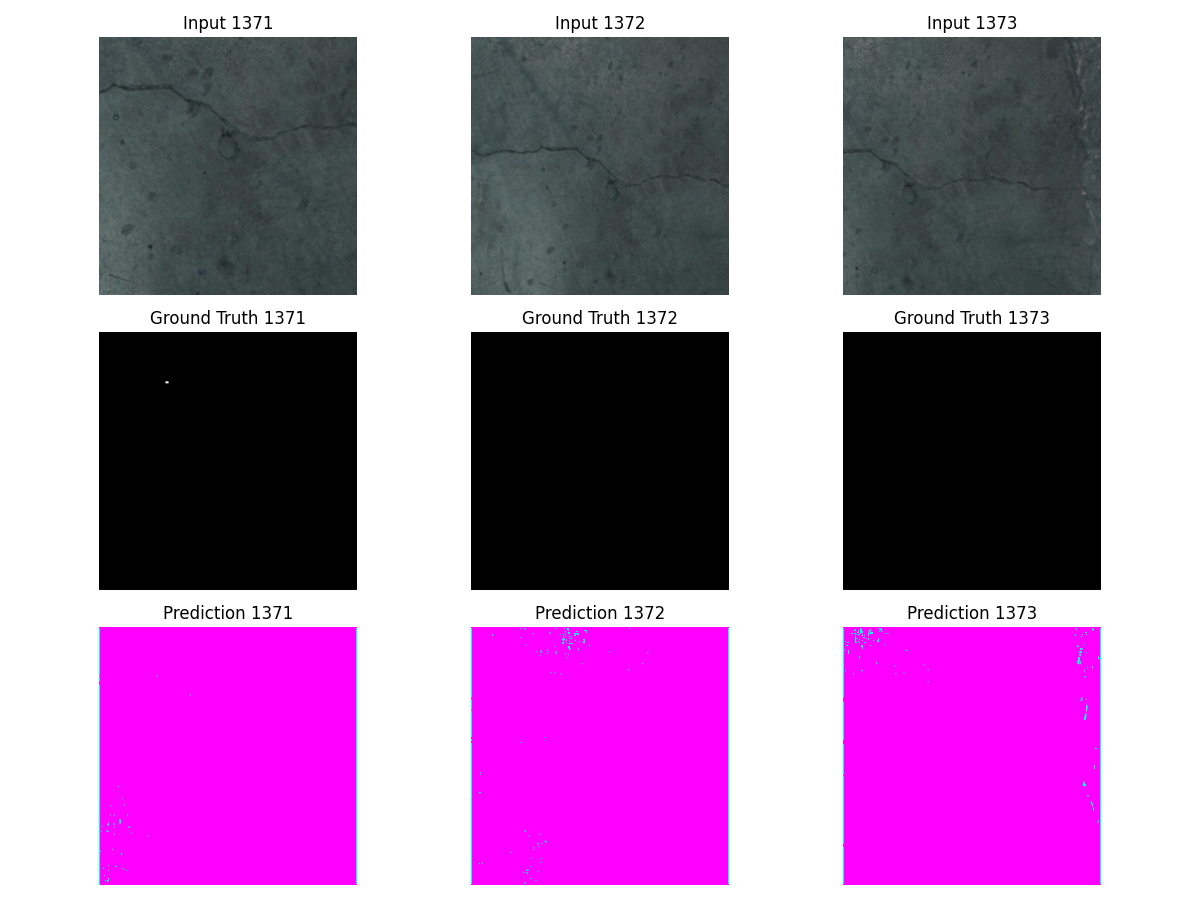 Input 1371
Input 1372
Input 1373
Ground Truth 1371
Ground Truth 1372
Ground Truth 1373
Prediction 1371
Prediction 1372
Prediction 1373